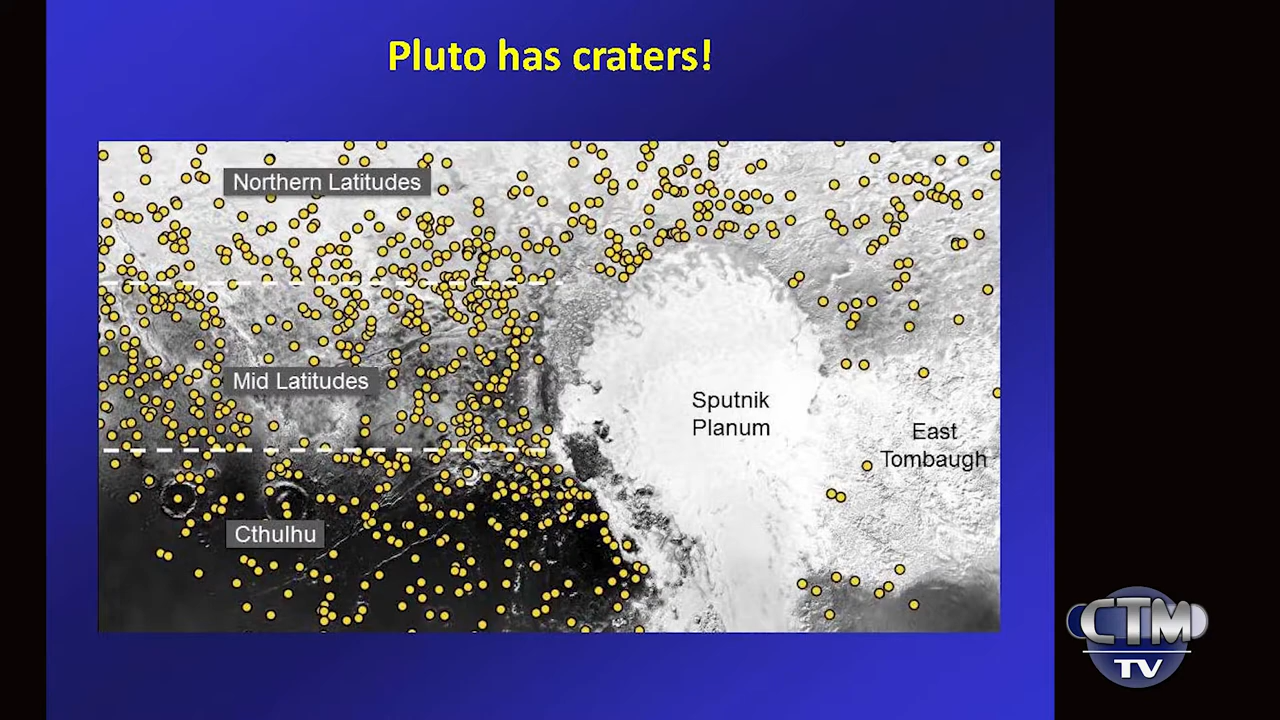 Pluto has craters!
Northern Latitudes
Mid Latitudes
Sputnik
Planum
East
Tombaugh
Cthulhu
CTM
TV